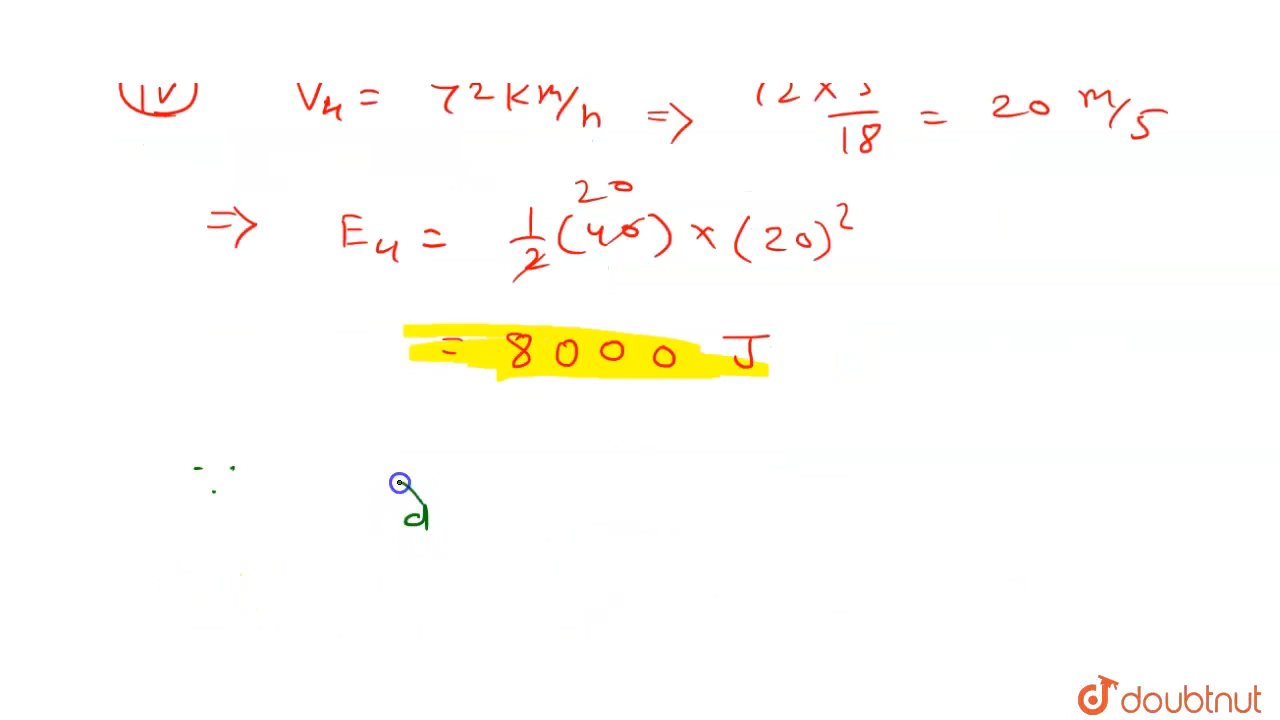 (iv) V₄ = 72 km/h ⇒ 72 × 5/18 = 20 m/s
20
⇒ E₄ = 1/2 (40) × (20)²
= 8000 J
∵ d
doubtnut